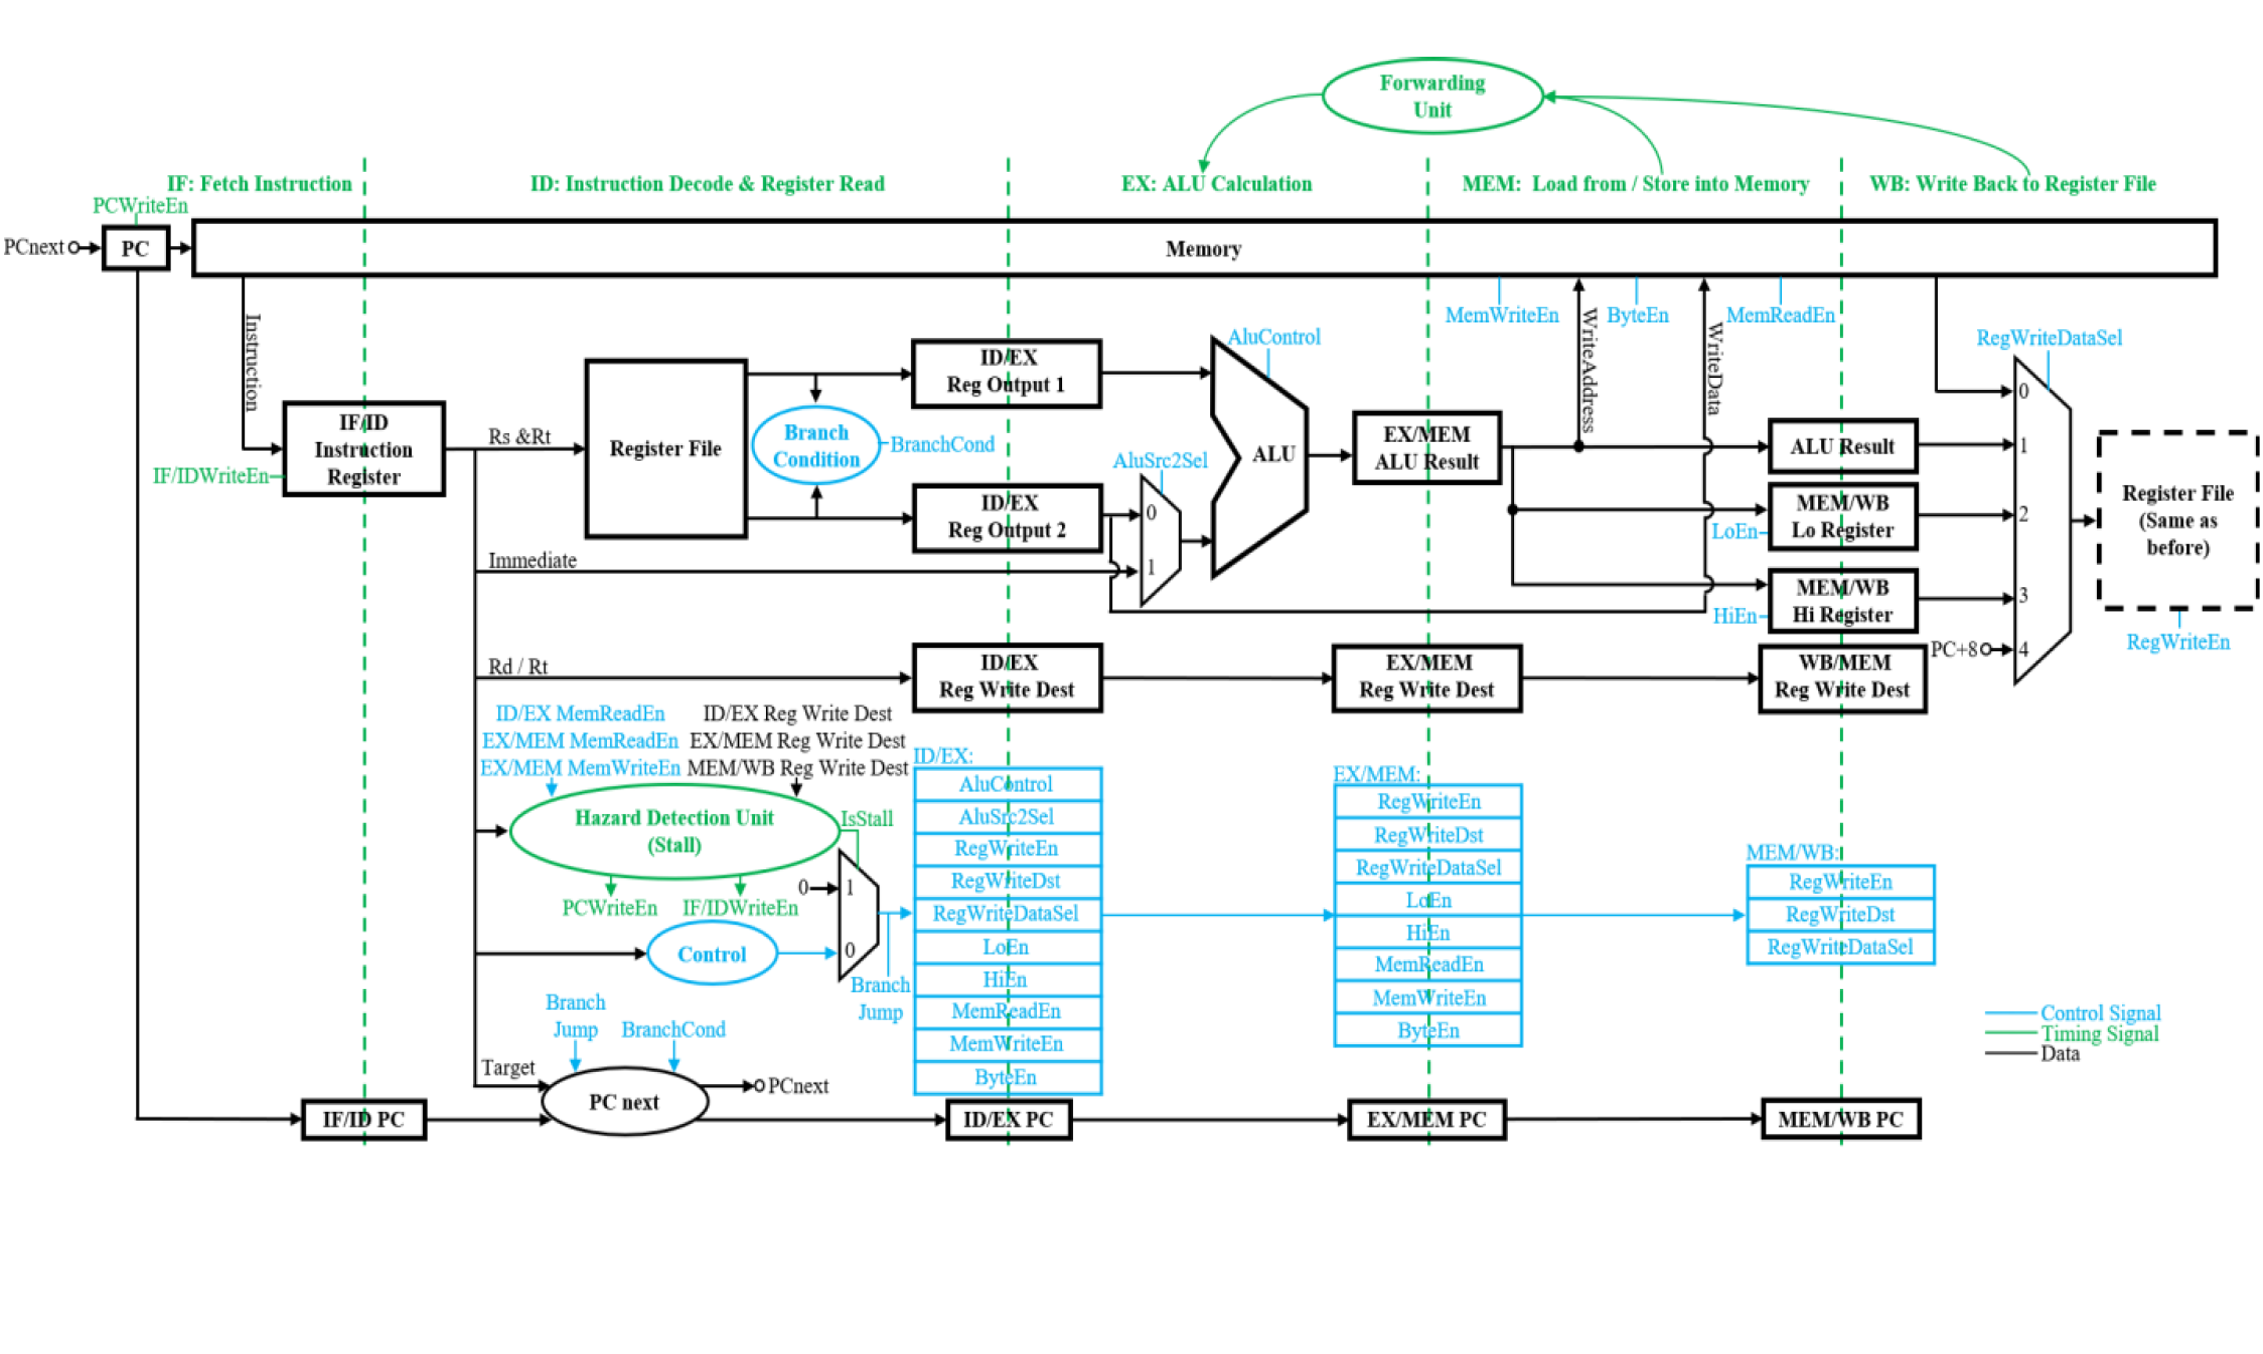 Forwarding
Unit
IF: Fetch Instruction
ID: Instruction Decode & Register Read
EX: ALU Calculation
MEM: Load from / Store into Memory
WB: Write Back to Register File
PCWriteEn
PCnext
PC
Memory
Instruction
MemWriteEn
WriteAddress
ByteEn
WriteData
MemReadEn
RegWriteDataSel
AluControl
ID/EX
Reg Output 1
0
IF/ID
Instruction
Register
IF/IDWriteEn
Rs &Rt
Register File
Branch
Condition
BranchCond
AluSrc2Sel
ALU
EX/MEM
ALU Result
ALU Result
1
ID/EX
Reg Output 2
0
1
MEM/WB
Lo Register
LoEn
2
Register File
(Same as
before)
Immediate
MEM/WB
Hi Register
HiEn
3
RegWriteEn
PC+8
4
Rd / Rt
ID/EX
Reg Write Dest
EX/MEM
Reg Write Dest
WB/MEM
Reg Write Dest
ID/EX MemReadEn
EX/MEM MemReadEn
EX/MEM MemWriteEn
ID/EX Reg Write Dest
EX/MEM Reg Write Dest
MEM/WB Reg Write Dest
Hazard Detection Unit
(Stall)
IsStall
0
1
0
PCWriteEn
IF/IDWriteEn
Control
Branch
Jump
ID/EX:
AluControl
AluSrc2Sel
RegWriteEn
RegWriteDst
RegWriteDataSel
LoEn
HiEn
MemReadEn
MemWriteEn
ByteEn
EX/MEM:
RegWriteEn
RegWriteDst
RegWriteDataSel
LoEn
HiEn
MemReadEn
MemWriteEn
ByteEn
MEM/WB:
RegWriteEn
RegWriteDst
RegWriteDataSel
Branch
Jump
BranchCond
Target
PC next
PCnext
Control Signal
Timing Signal
Data
IF/ID PC
ID/EX PC
EX/MEM PC
MEM/WB PC